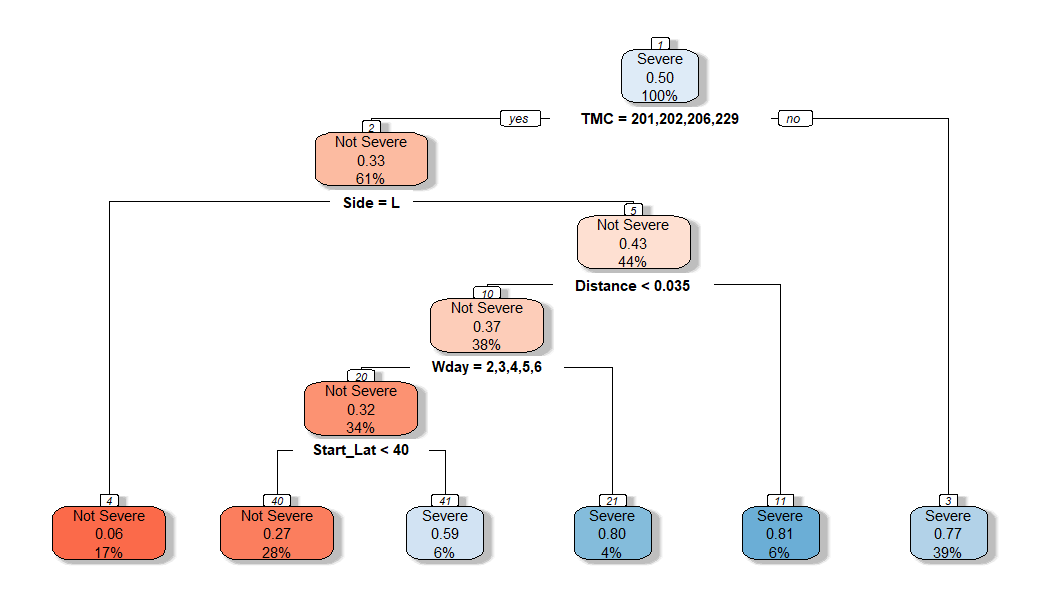 1
Severe
0.50
100%
yes TMC = 201,202,206,229 no
2
Not Severe
0.33
61%
Side = L
5
Not Severe
0.43
44%
Distance < 0.035
10
Not Severe
0.37
38%
Wday = 2,3,4,5,6
20
Not Severe
0.32
34%
Start_Lat < 40
4
Not Severe
0.06
17%
40
Not Severe
0.27
28%
41
Severe
0.59
6%
21
Severe
0.80
4%
11
Severe
0.81
6%
3
Severe
0.77
39%